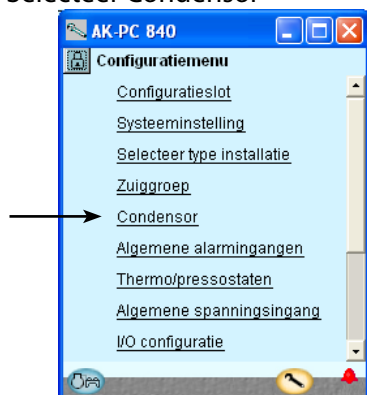 Selecteer Condensor
AK-PC 840
Configuratiemenu
Configuratieslot
Systeeminstelling
Selecteer type installatie
Zuiggroep
Condensor
Algemene alarmingangen
Thermo/pressostaten
Algemene spanningsingang
I/O configuratie